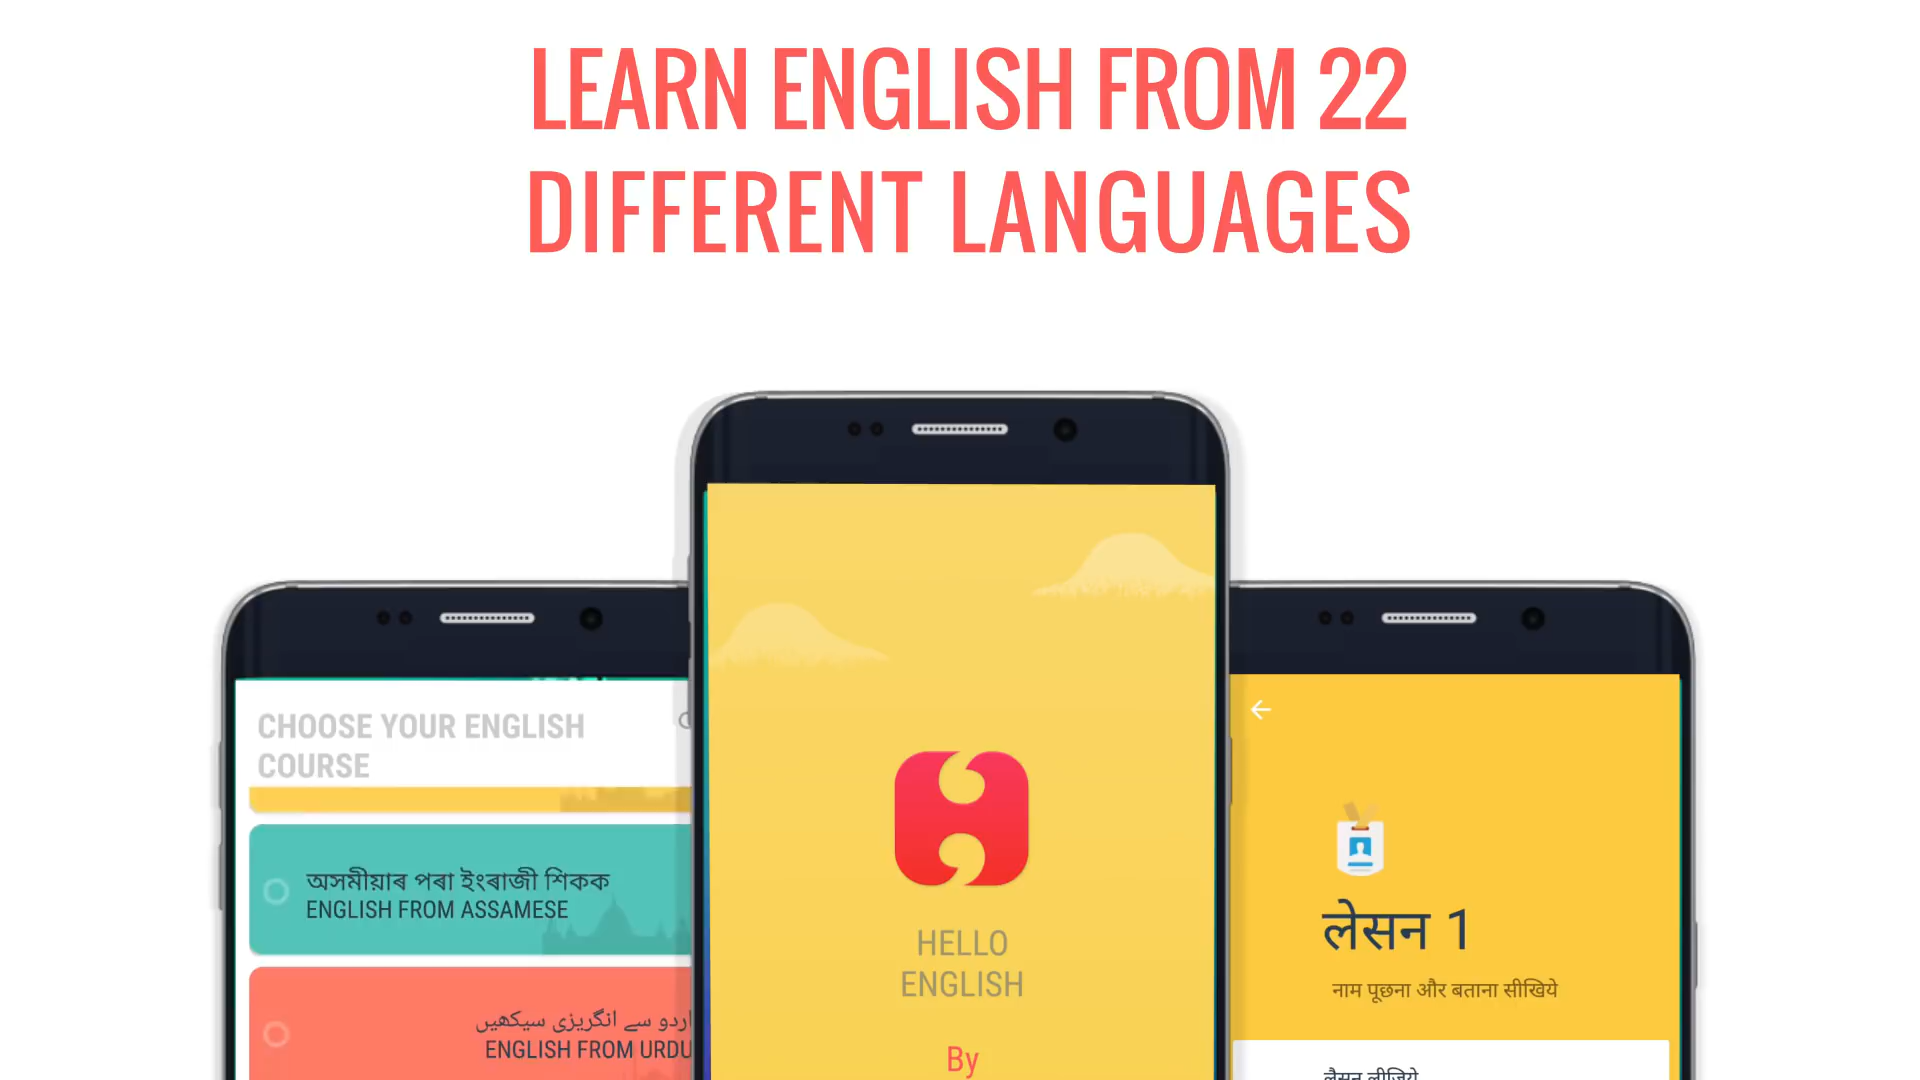 LEARN ENGLISH FROM 22
DIFFERENT LANGUAGES
CHOOSE YOUR ENGLISH
COURSE
অসমীয়াৰ পৰা ইংৰাজী শিকক
ENGLISH FROM ASSAMESE
اردو سے انگریزی سیکھیں
ENGLISH FROM URDU
HELLO
ENGLISH
By
लेसन 1
नाम पूछना और बताना सीखिये